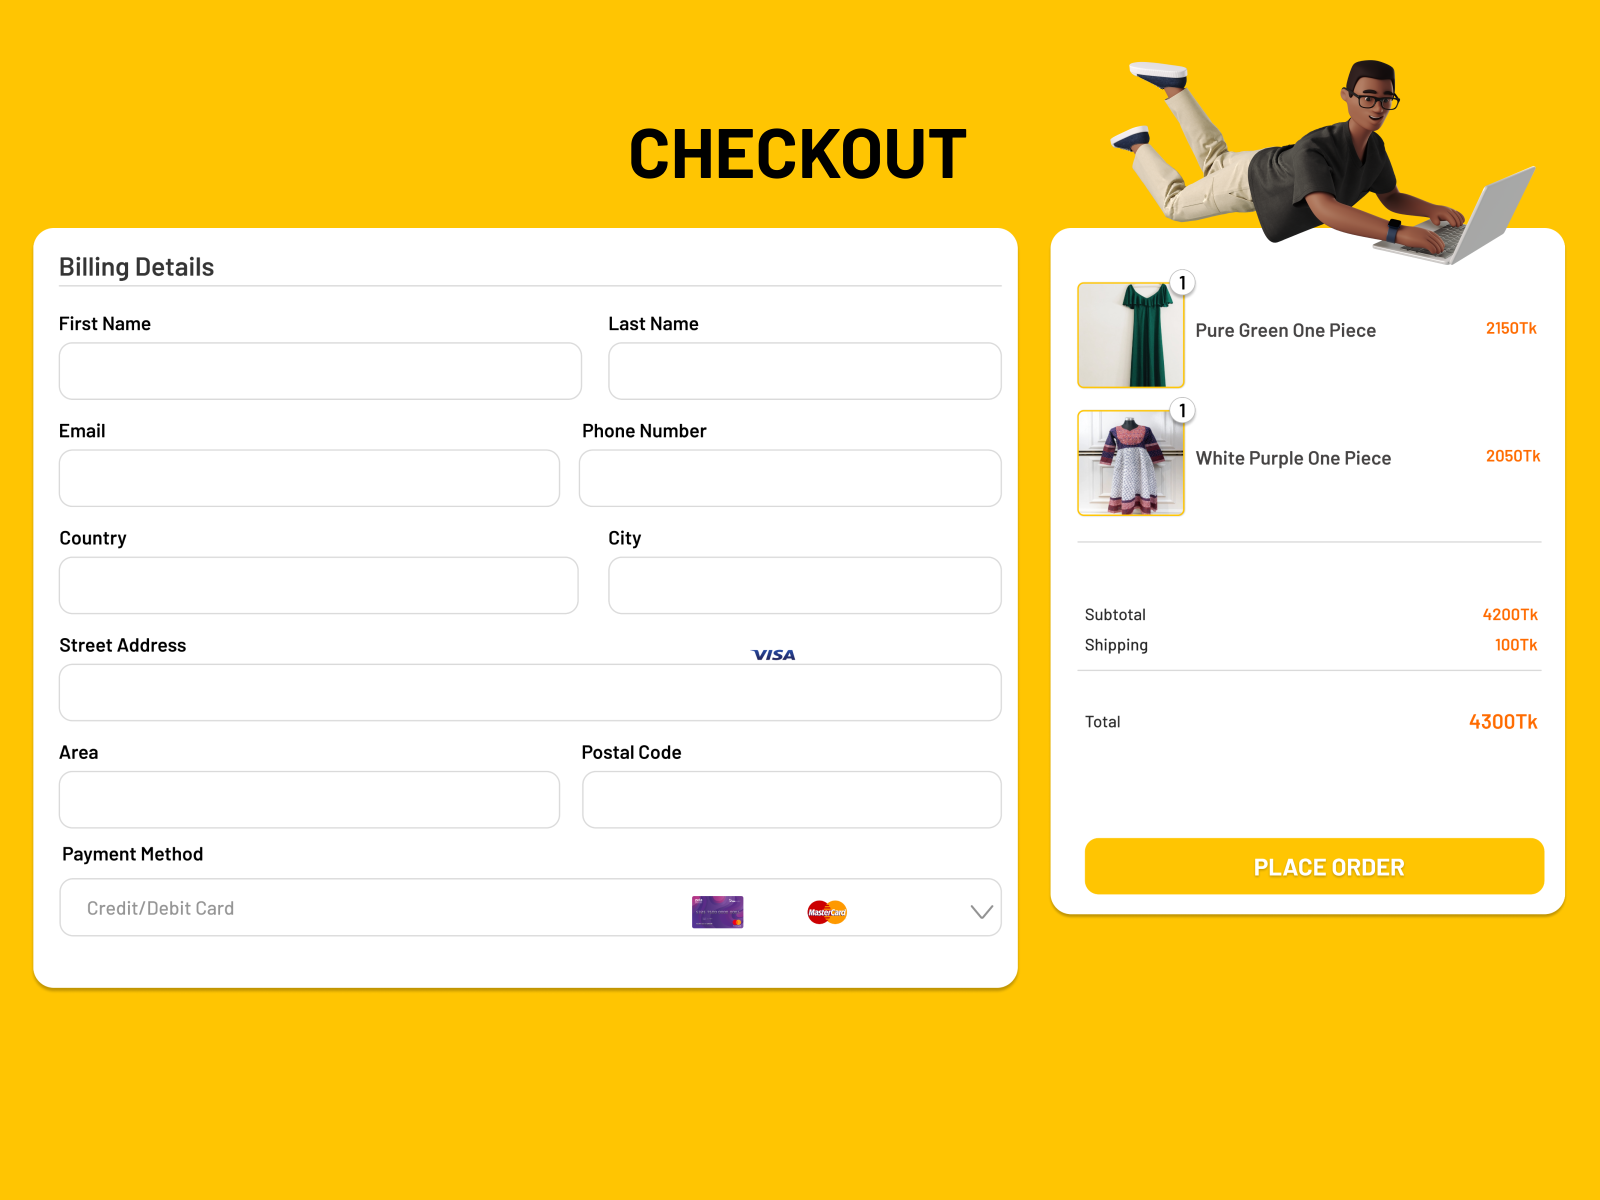 CHECKOUT
Billing Details
First Name
Last Name
Email
Phone Number
Country
City
Street Address
VISA
Area
Postal Code
Payment Method
Credit/Debit Card
MasterCard
1
Pure Green One Piece
2150Tk
1
White Purple One Piece
2050Tk
Subtotal
4200Tk
Shipping
100Tk
Total
4300Tk
PLACE ORDER